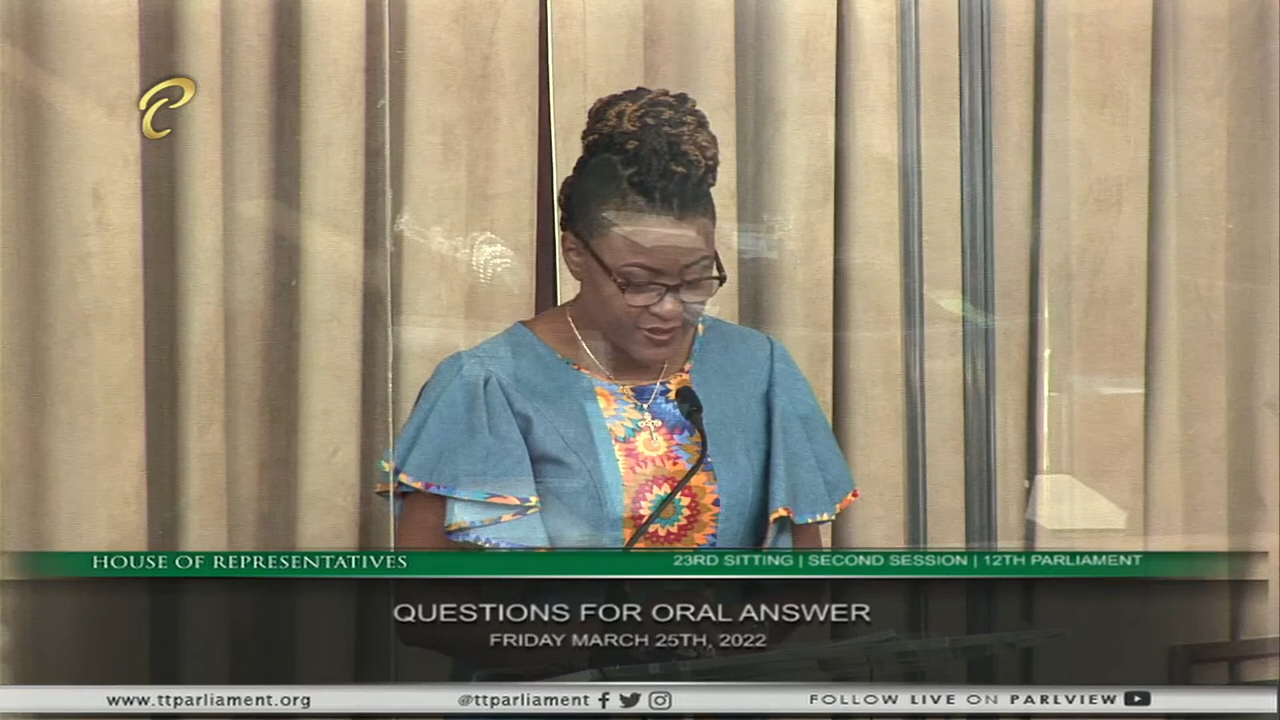 HOUSE OF REPRESENTATIVES
23RD SITTING | SECOND SESSION | 12TH PARLIAMENT
QUESTIONS FOR ORAL ANSWER
FRIDAY MARCH 25TH, 2022
www.ttparliament.org
@ttparliament
FOLLOW LIVE ON PARLVIEW